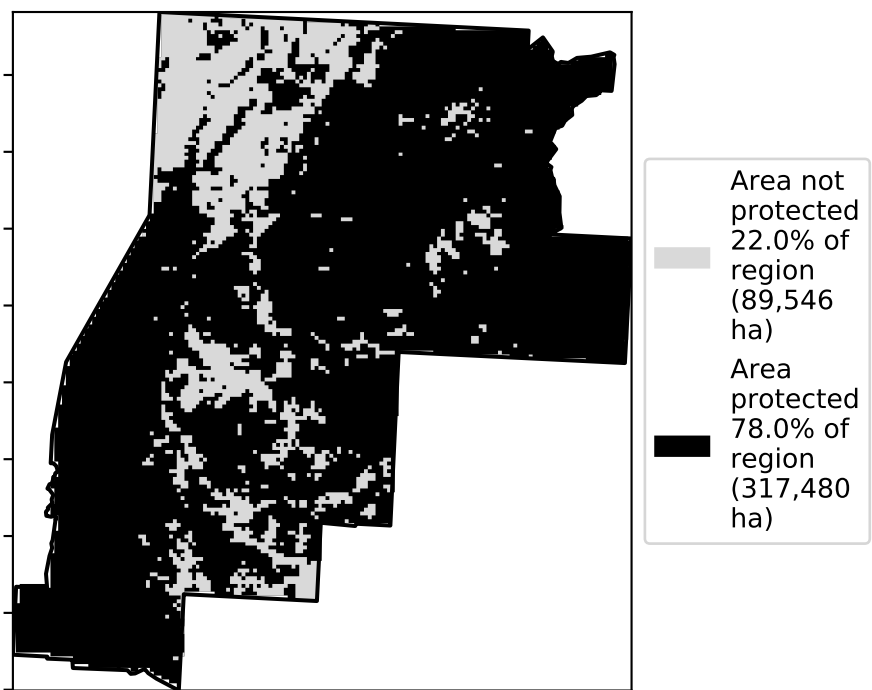 Area not
protected
22.0% of
region
(89,546
ha)
Area
protected
78.0% of
region
(317,480
ha)